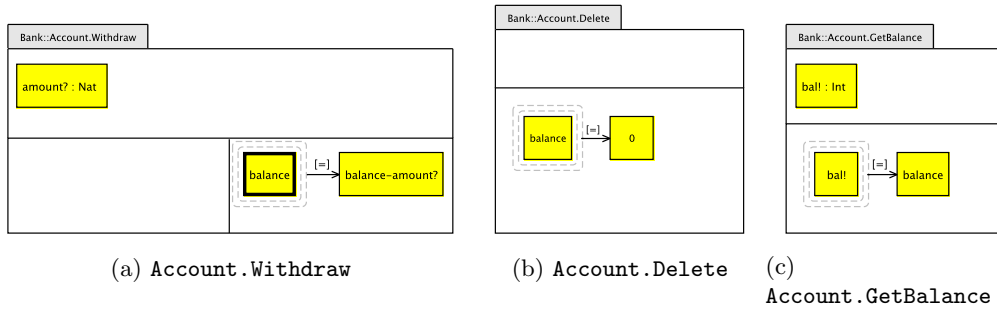 Bank::Account.Withdraw
amount? : Nat
balance
[=]
balance-amount?
(a) Account.Withdraw
Bank::Account.Delete
balance
[=]
0
(b) Account.Delete
Bank::Account.GetBalance
bal! : Int
bal!
[=]
balance
(c)
Account.GetBalance